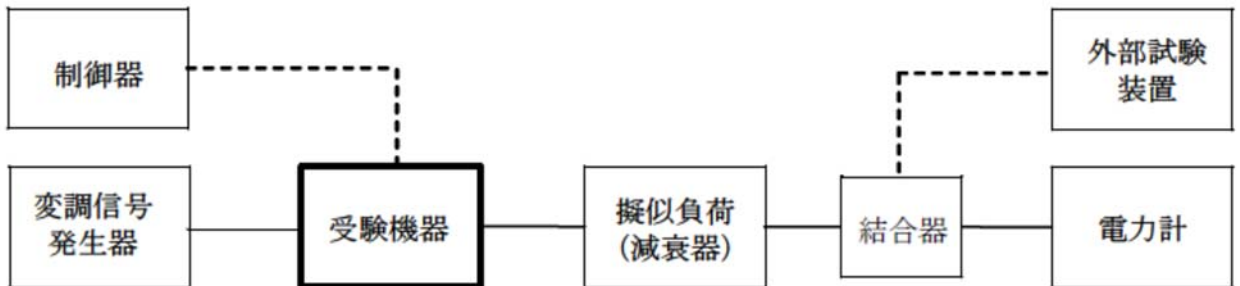 制御器
外部試験
装置
変調信号
発生器
受験機器
擬似負荷
(減衰器)
結合器
電力計